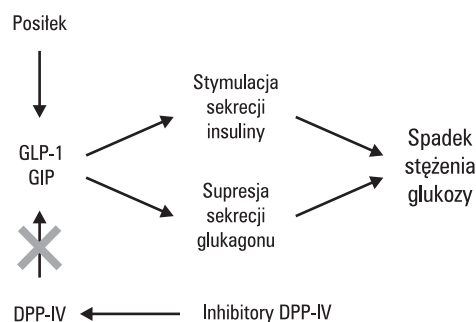 Posiłek
Stymulacja
sekrecji
insuliny
GLP-1
GIP
Spadek
stężenia
glukozy
Supresja
sekrecji
glukagonu
DPP-IV
Inhibitory DPP-IV